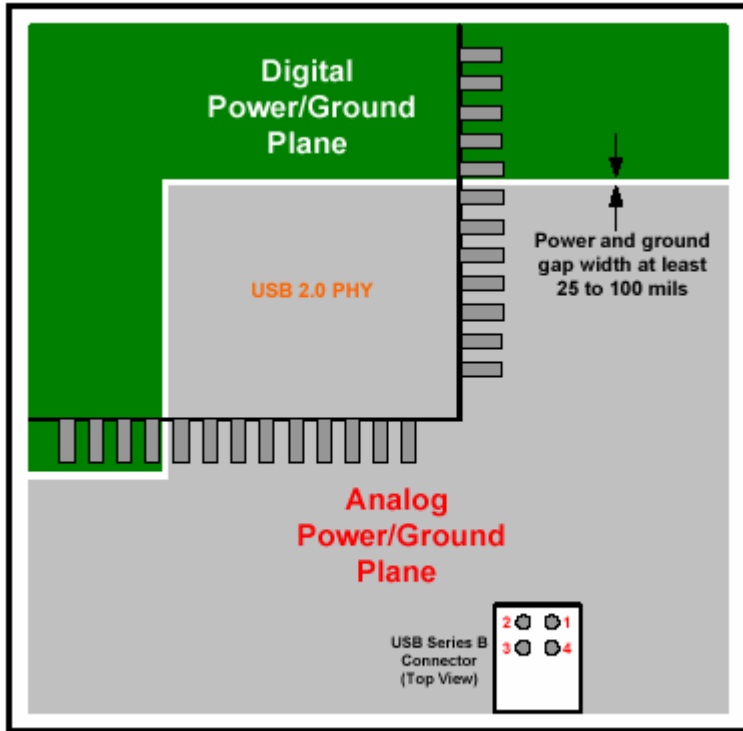 Digital
Power/Ground
Plane
Power and ground
gap width at least
25 to 100 mils
USB 2.0 PHY
Analog
Power/Ground
Plane
USB Series B
Connector
(Top View)
2 1
3 4